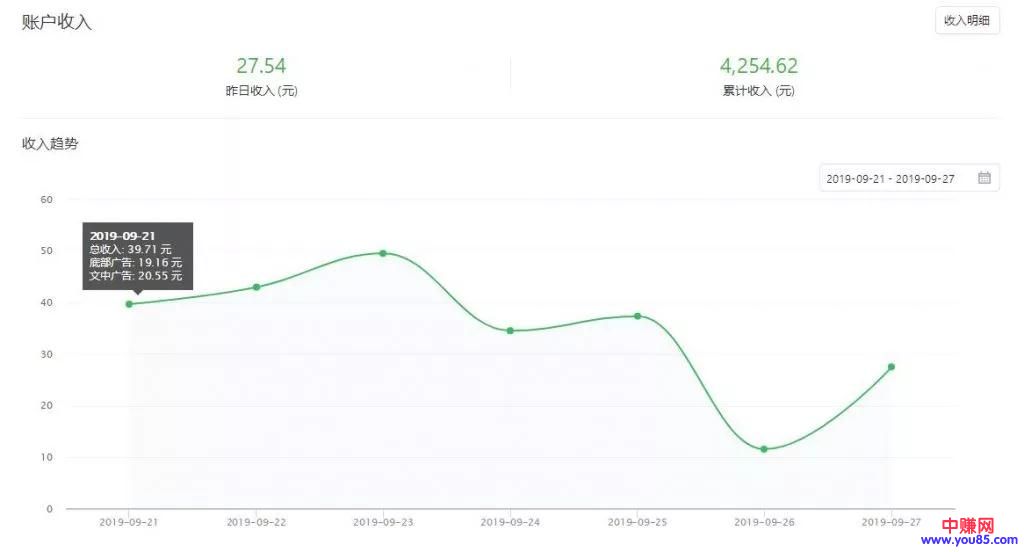 账户收入
收入明细
27.54
昨日收入 (元)
4,254.62
累计收入 (元)
收入趋势
2019-09-21 - 2019-09-27
60
50
40
30
20
10
0
2019-09-21
总收入: 39.71 元
底部广告: 19.16 元
文中广告: 20.55 元
2019-09-21
2019-09-22
2019-09-23
2019-09-24
2019-09-25
2019-09-26
2019-09-27
中赚网
www.you85.com